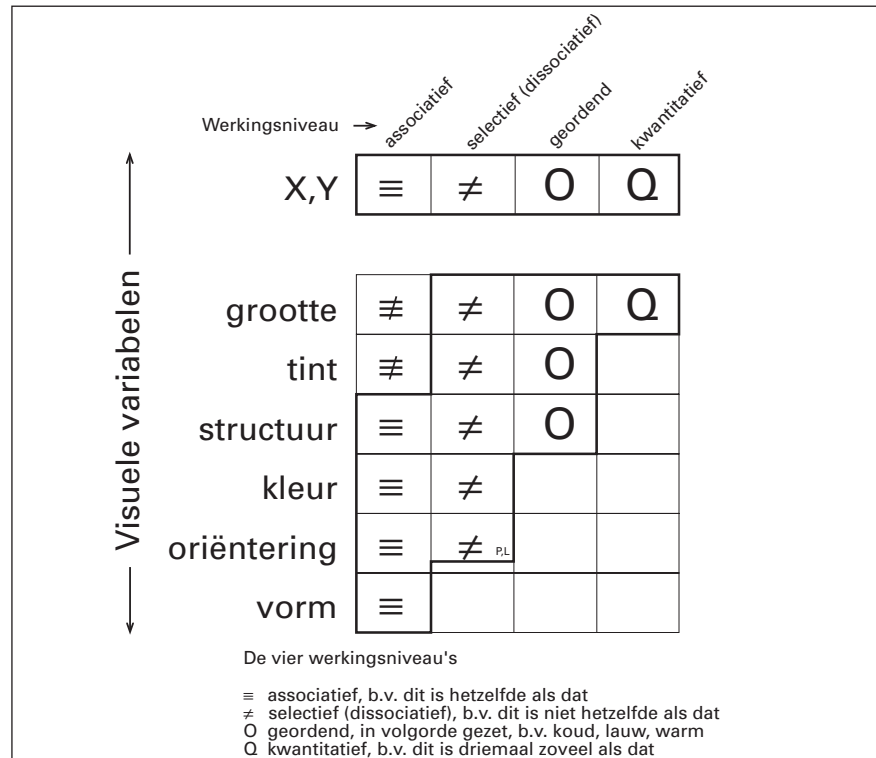 associatief
selectief (dissociatief)
geordend
kwantitatief
Werkingsniveau →
X,Y ≡ ≠ O Q
Visuele variabelen
grootte ≢ ≠ O Q
tint ≢ ≠ O
structuur ≡ ≠ O
kleur ≡ ≠
oriëntering ≡ ≠ P,L
vorm ≡
De vier werkingsniveau's
≡ associatief, b.v. dit is hetzelfde als dat
≠ selectief (dissociatief), b.v. dit is niet hetzelfde als dat
O geordend, in volgorde gezet, b.v. koud, lauw, warm
Q kwantitatief, b.v. dit is driemaal zoveel als dat